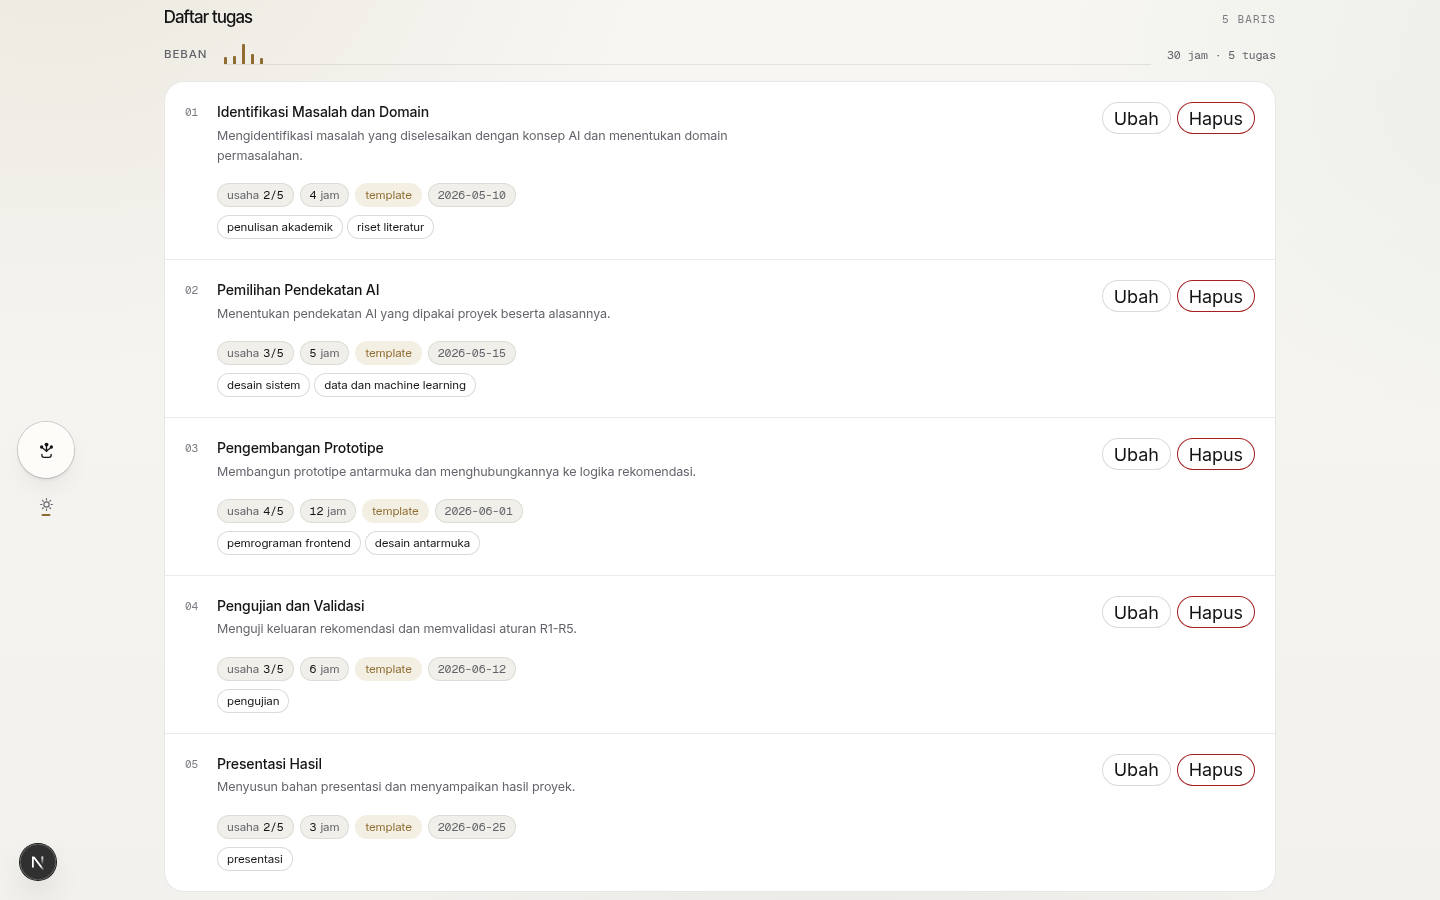 Daftar tugas
5 BARIS
BEBAN
30 jam · 5 tugas
01
Identifikasi Masalah dan Domain
Ubah
Hapus
Mengidentifikasi masalah yang diselesaikan dengan konsep AI dan menentukan domain
permasalahan.
usaha 2/5
4 jam
template
2026-05-10
penulisan akademik
riset literatur
02
Pemilihan Pendekatan AI
Ubah
Hapus
Menentukan pendekatan AI yang dipakai proyek beserta alasannya.
usaha 3/5
5 jam
template
2026-05-15
desain sistem
data dan machine learning
03
Pengembangan Prototipe
Ubah
Hapus
Membangun prototipe antarmuka dan menghubungkannya ke logika rekomendasi.
usaha 4/5
12 jam
template
2026-06-01
pemrograman frontend
desain antarmuka
04
Pengujian dan Validasi
Ubah
Hapus
Menguji keluaran rekomendasi dan memvalidasi aturan R1-R5.
usaha 3/5
6 jam
template
2026-06-12
pengujian
05
Presentasi Hasil
Ubah
Hapus
Menyusun bahan presentasi dan menyampaikan hasil proyek.
usaha 2/5
3 jam
template
2026-06-25
presentasi
N